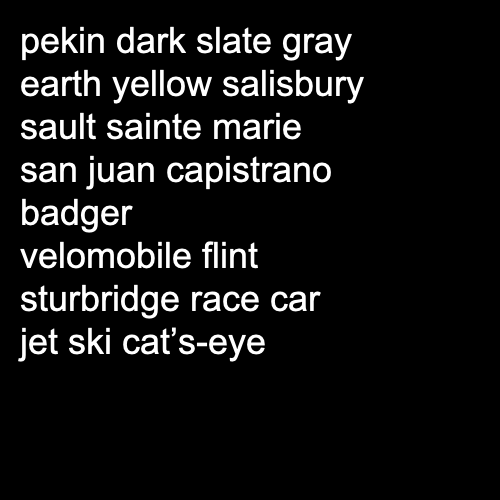 pekin dark slate gray
earth yellow salisbury
sault sainte marie
san juan capistrano
badger
velomobile flint
sturbridge race car
jet ski cat’s-eye